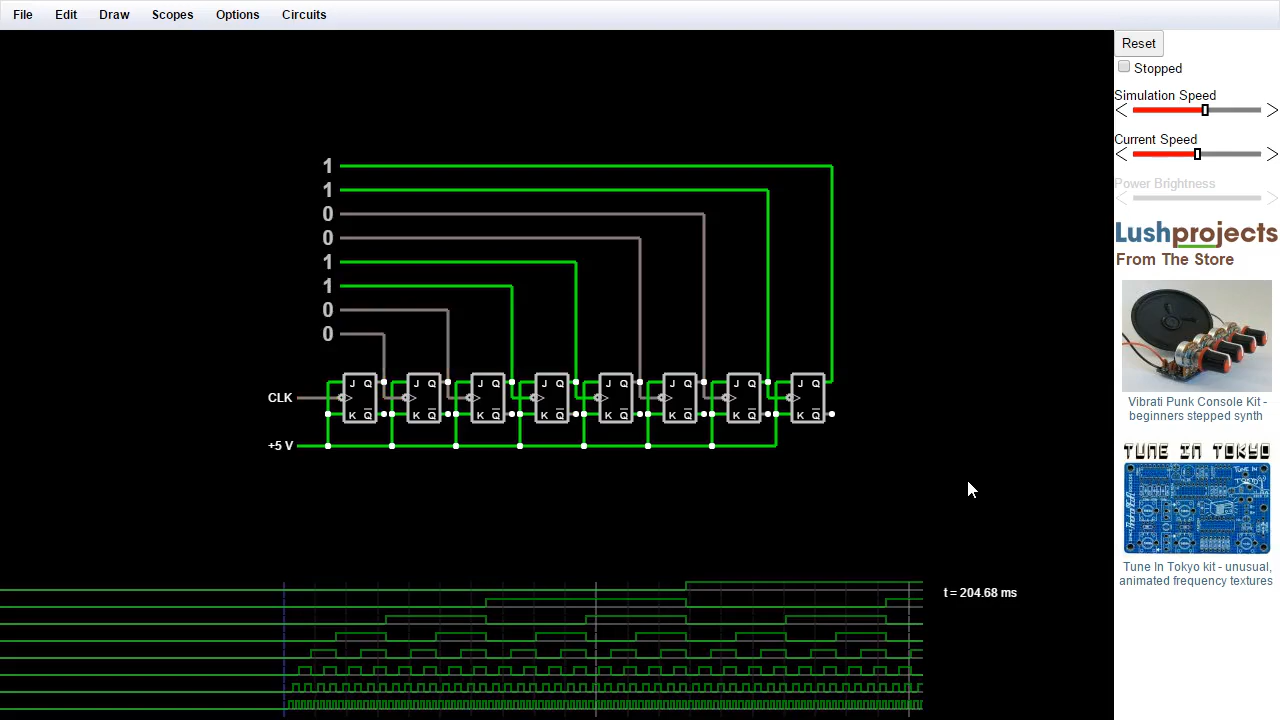 File Edit Draw Scopes Options Circuits
Reset
Stopped
Simulation Speed
Current Speed
Power Brightness
Lushprojects
From The Store
Vibrati Punk Console Kit -
beginners stepped synth
TUNE IN TOKYO
Tune In Tokyo kit - unusual,
animated frequency textures
1
1
0
0
1
1
0
0
J Q J Q J Q J Q J Q J Q J Q J Q
CLK
K Q K Q K Q K Q K Q K Q K Q K Q
+5 V
t = 204.68 ms